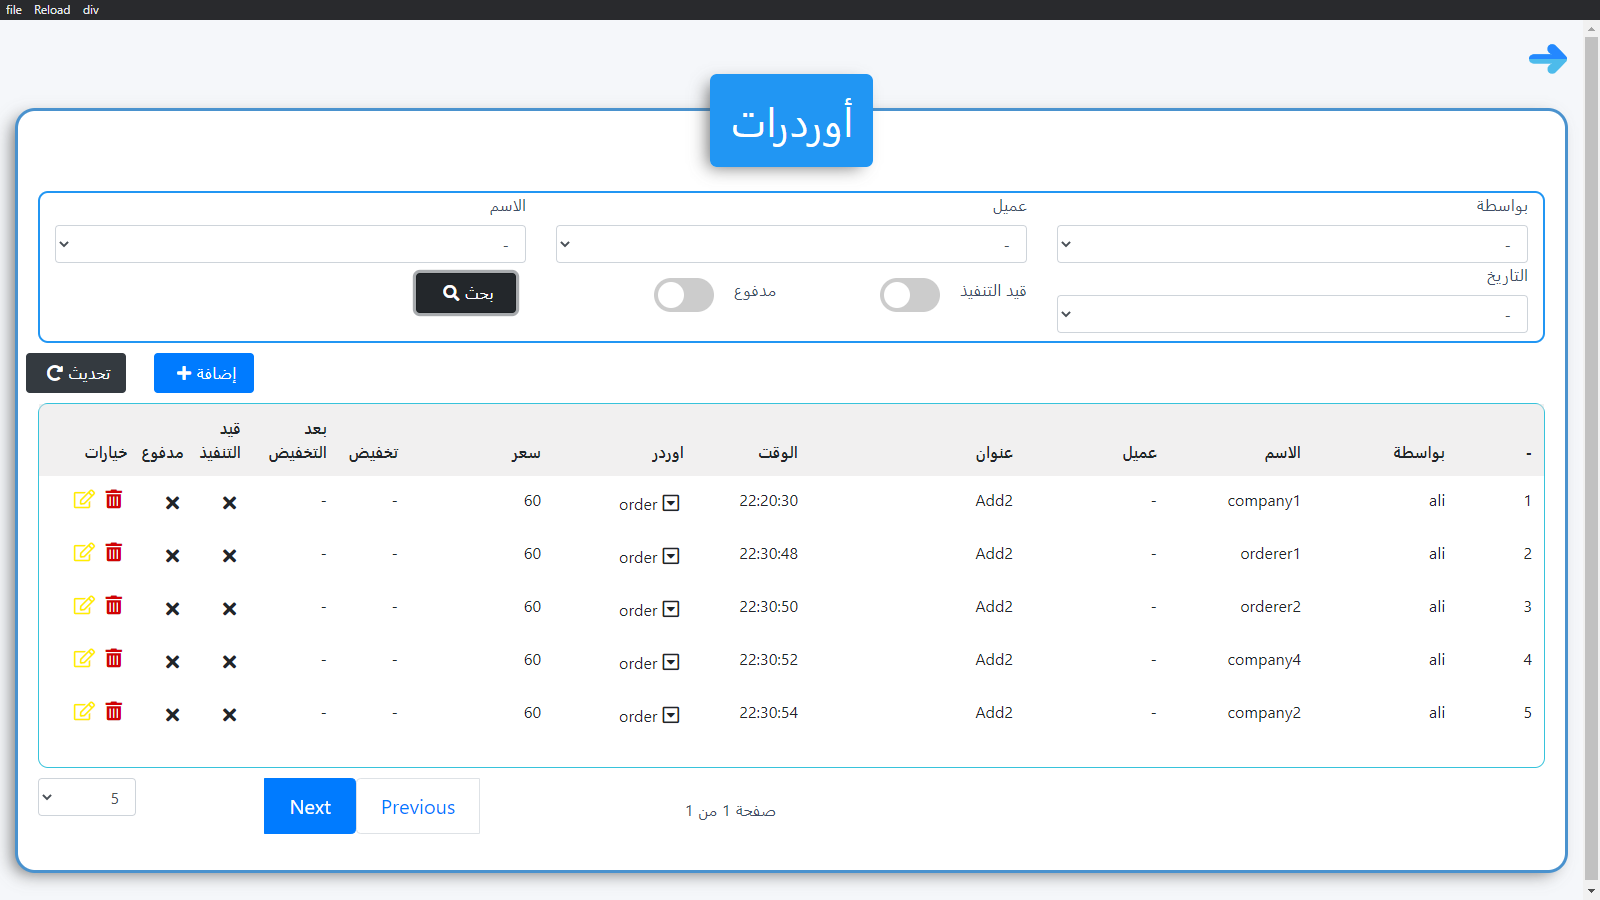 file Reload div
أوردرات
بواسطة عميل الاسم
- - -
التاريخ
قيد التنفيذ مدفوع بحث
-
إضافة تحديث
- بواسطة الاسم عميل عنوان الوقت اوردر سعر تخفيض بعد التخفيض قيد التنفيذ مدفوع خيارات
1 ali company1 - Add2 22:20:30 order 60 - -
2 ali orderer1 - Add2 22:30:48 order 60 - -
3 ali orderer2 - Add2 22:30:50 order 60 - -
4 ali company4 - Add2 22:30:52 order 60 - -
5 ali company2 - Add2 22:30:54 order 60 - -
صفحة 1 من 1
Previous Next
5